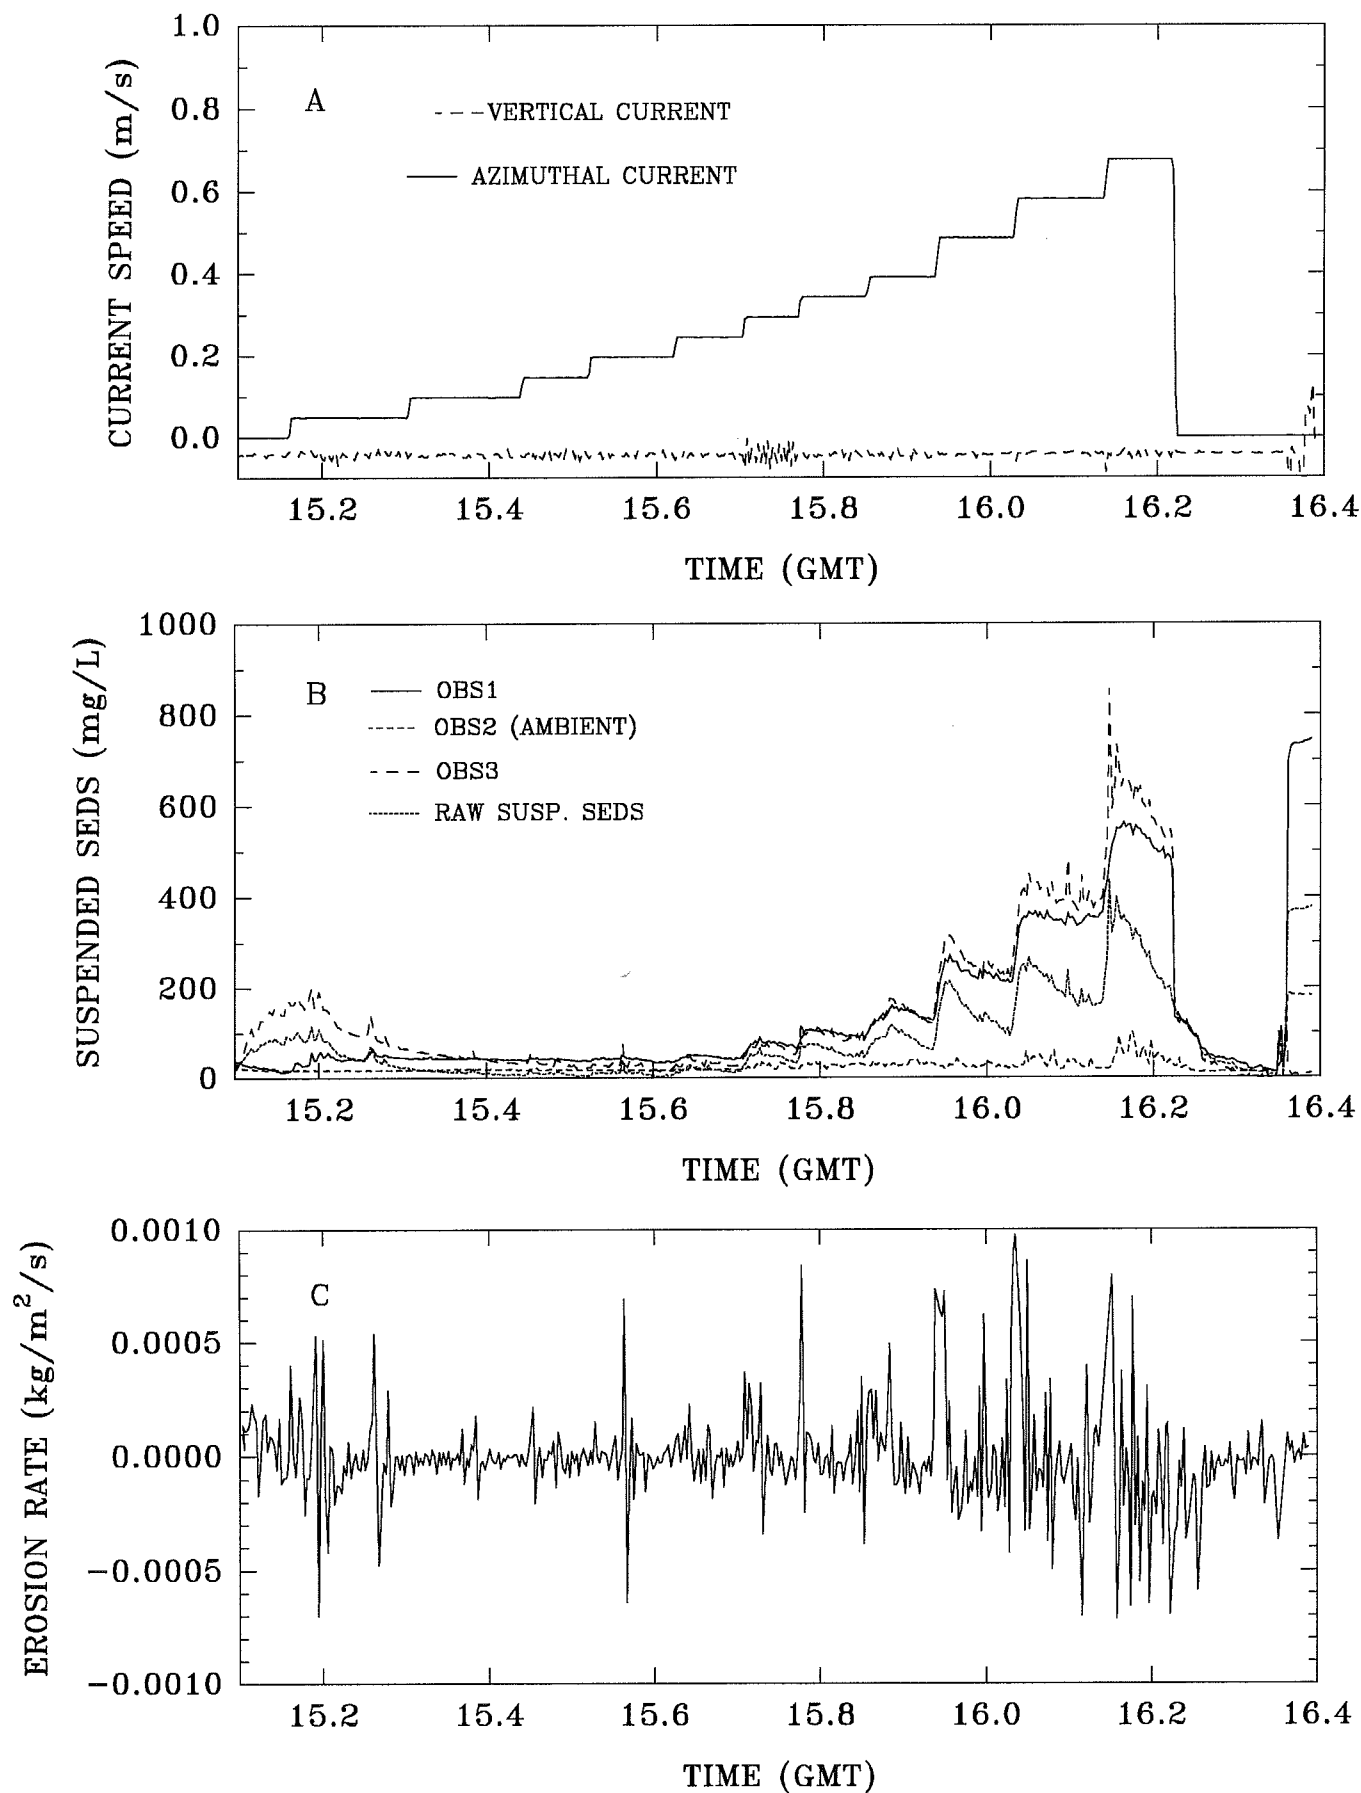 1.0
A
0.8
- - - VERTICAL CURRENT
AZIMUTHAL CURRENT
0.6
0.4
0.2
0.0
CURRENT SPEED (m/s)
15.2 15.4 15.6 15.8 16.0 16.2 16.4
TIME (GMT)
1000
B
OBS1
OBS2 (AMBIENT)
800
OBS3
RAW SUSP. SEDS
600
400
200
0
SUSPENDED SEDS (mg/L)
15.2 15.4 15.6 15.8 16.0 16.2 16.4
TIME (GMT)
0.0010
C
0.0005
0.0000
−0.0005
−0.0010
EROSION RATE (kg/m²/s)
15.2 15.4 15.6 15.8 16.0 16.2 16.4
TIME (GMT)